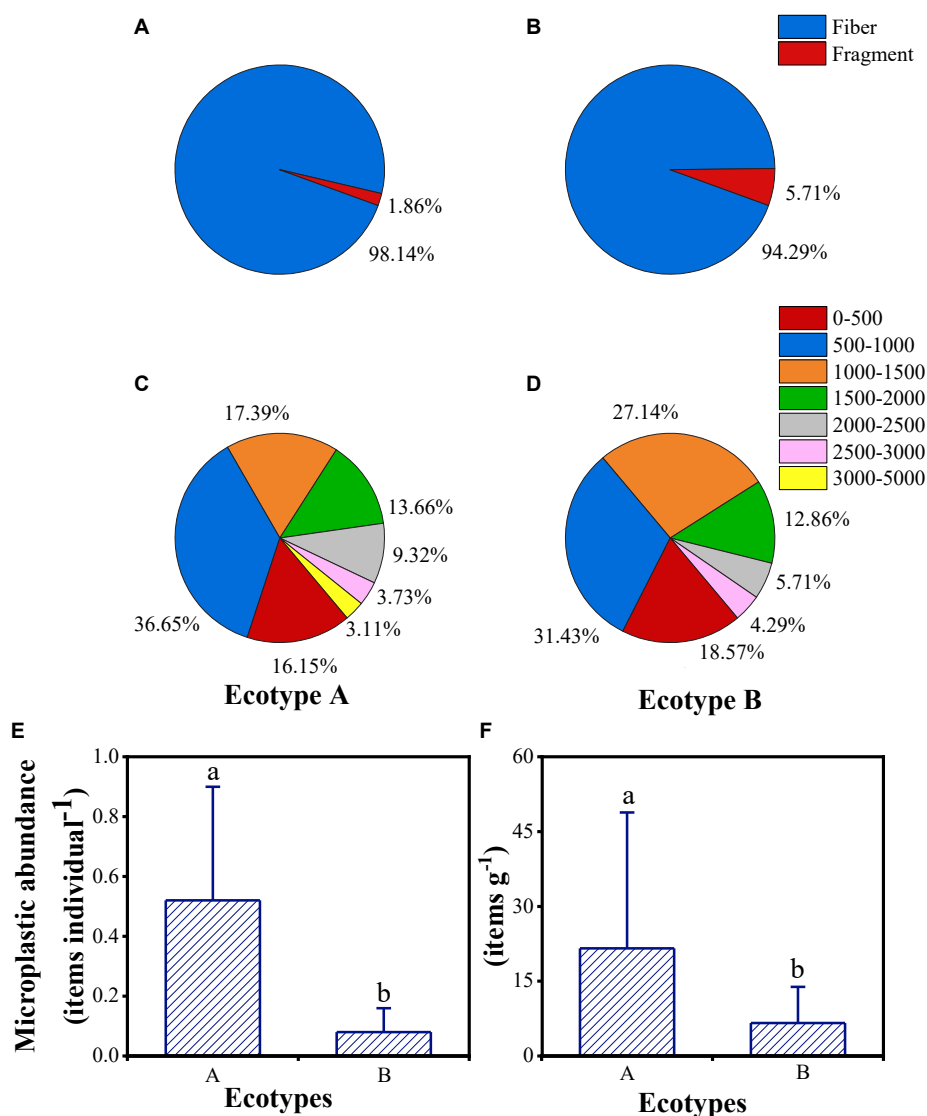 A
B
Fiber
Fragment
1.86%
98.14%
5.71%
94.29%
0-500
500-1000
1000-1500
1500-2000
2000-2500
2500-3000
3000-5000
C
17.39%
13.66%
9.32%
3.73%
3.11%
16.15%
36.65%
Ecotype A
D
27.14%
12.86%
5.71%
4.29%
18.57%
31.43%
Ecotype B
E
Microplastic abundance
(items individual⁻¹)
1.0
0.8
0.6
0.4
0.2
0.0
a
b
A
B
Ecotypes
F
(items g⁻¹)
60
45
30
15
0
a
b
A
B
Ecotypes